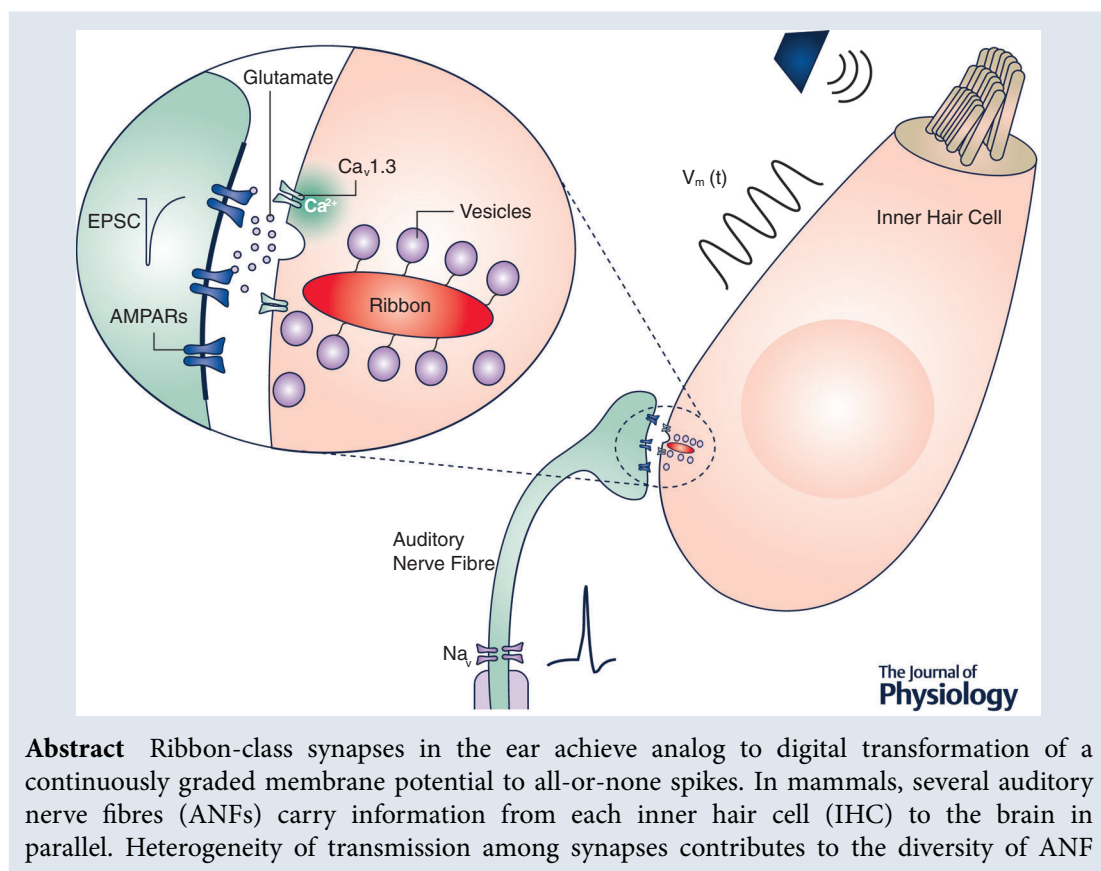 Glutamate
Cav1.3
Ca2+
Vesicles
EPSC
Ribbon
AMPARs
Vm (t)
Inner Hair Cell
Auditory
Nerve Fibre
Nav
The Journal of
Physiology
Abstract Ribbon-class synapses in the ear achieve analog to digital transformation of a
continuously graded membrane potential to all-or-none spikes. In mammals, several auditory
nerve fibres (ANFs) carry information from each inner hair cell (IHC) to the brain in
parallel. Heterogeneity of transmission among synapses contributes to the diversity of ANF